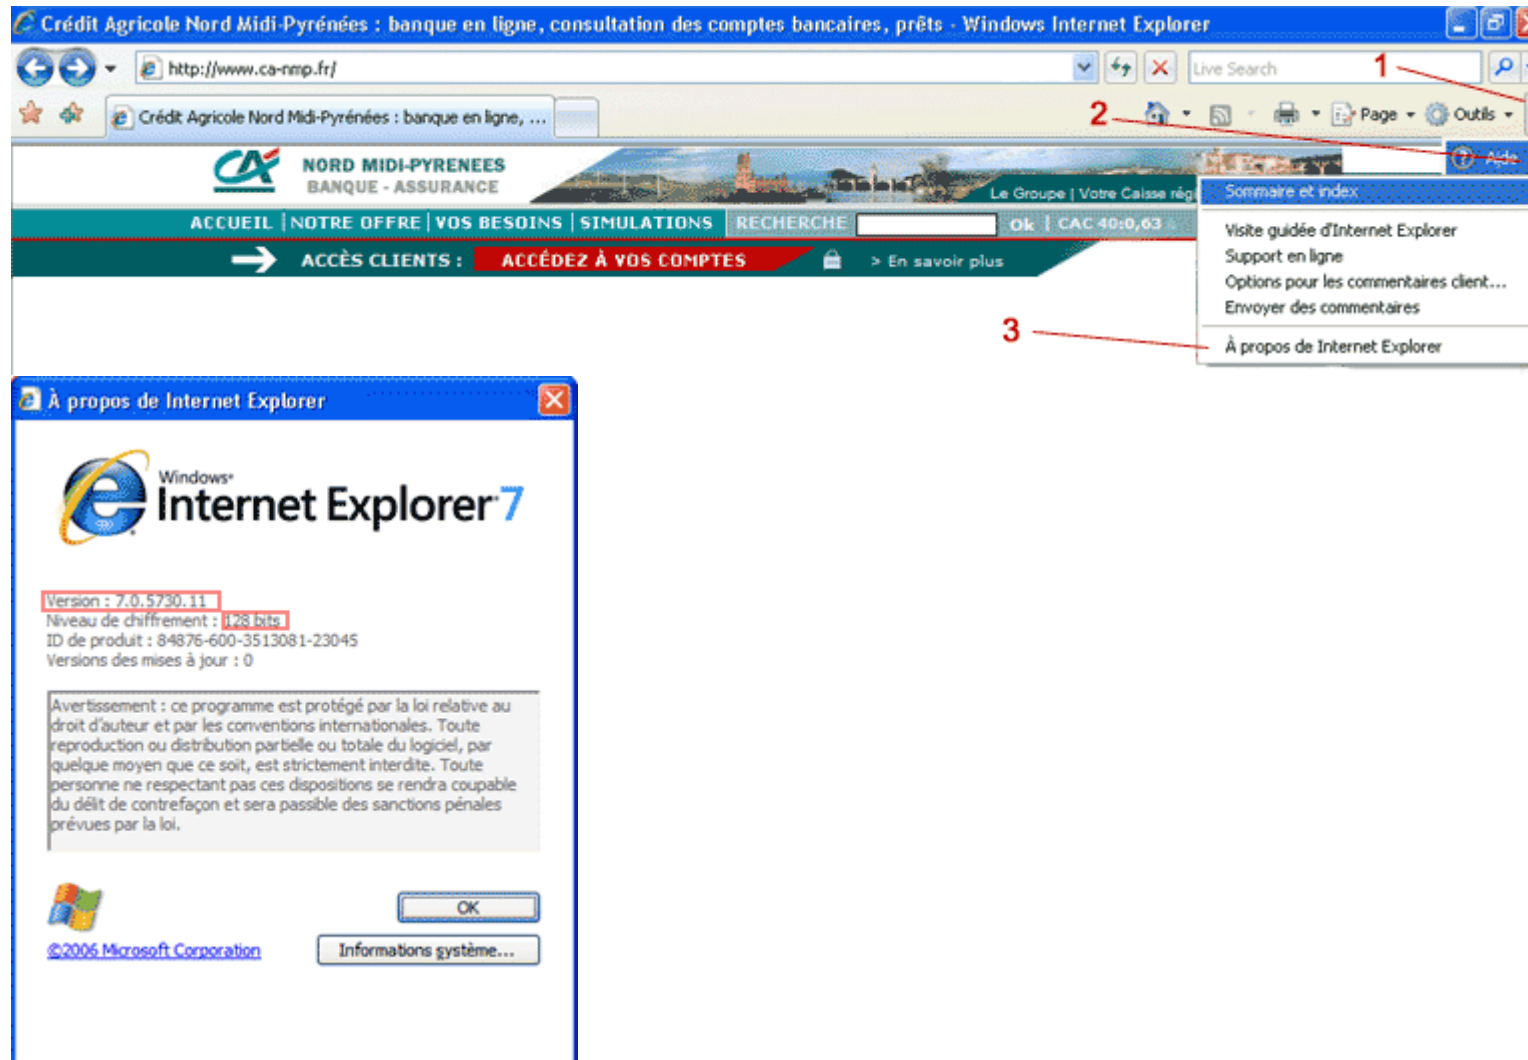 Crédit Agricole Nord Midi-Pyrénées : banque en ligne, consultation des comptes bancaires, prêts - Windows Internet Explorer
http://www.ca-nmp.fr/
Live Search
1
Crédit Agricole Nord Midi-Pyrénées : banque en ligne, ...
2
Page
Outils
Aide
NORD MIDI-PYRENEES
BANQUE - ASSURANCE
Le Groupe | Votre Caisse rég
Sommaire et index
ACCUEIL | NOTRE OFFRE | VOS BESOINS | SIMULATIONS RECHERCHE Ok | CAC 40:0,63
Visite guidée d'Internet Explorer
ACCÈS CLIENTS : ACCÉDEZ À VOS COMPTES > En savoir plus
Support en ligne
Options pour les commentaires client...
Envoyer des commentaires
3
À propos de Internet Explorer
À propos de Internet Explorer
Windows
Internet Explorer 7
Version : 7.0.5730.11
Niveau de chiffrement : 128 bits
ID de produit : 84876-600-3513081-23045
Versions des mises à jour : 0
Avertissement : ce programme est protégé par la loi relative au
droit d'auteur et par les conventions internationales. Toute
reproduction ou distribution partielle ou totale du logiciel, par
quelque moyen que ce soit, est strictement interdite. Toute
personne ne respectant pas ces dispositions se rendra coupable
du délit de contrefaçon et sera passible des sanctions pénales
prévues par la loi.
OK
©2006 Microsoft Corporation
Informations système...